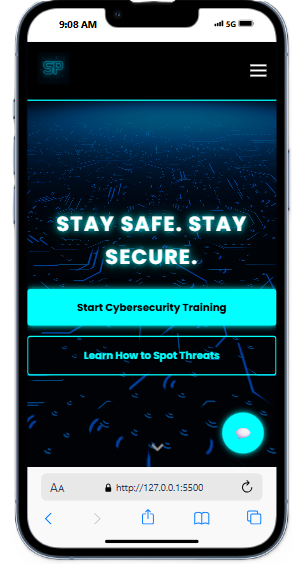 9:08 AM 5G
SP
STAY SAFE. STAY
SECURE.
Start Cybersecurity Training
Learn How to Spot Threats
AA http://127.0.0.1:5500